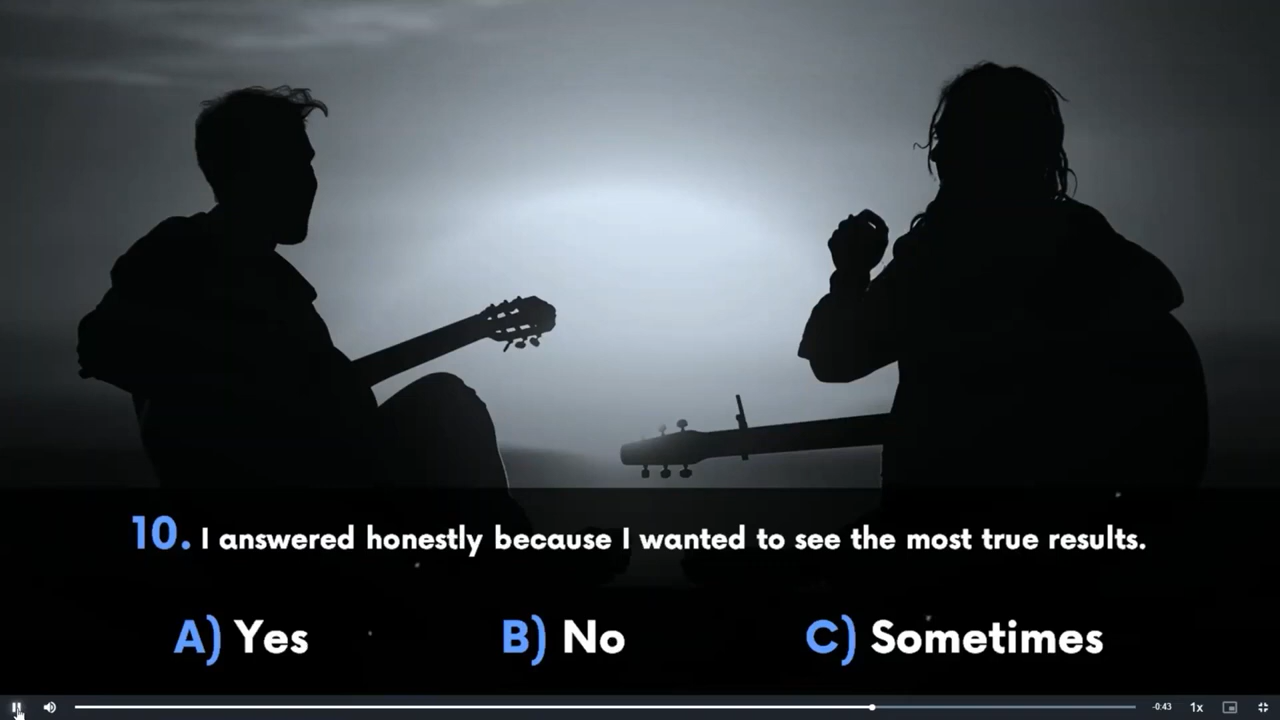 10. I answered honestly because I wanted to see the most true results.
A) Yes B) No C) Sometimes
-0:43 1x